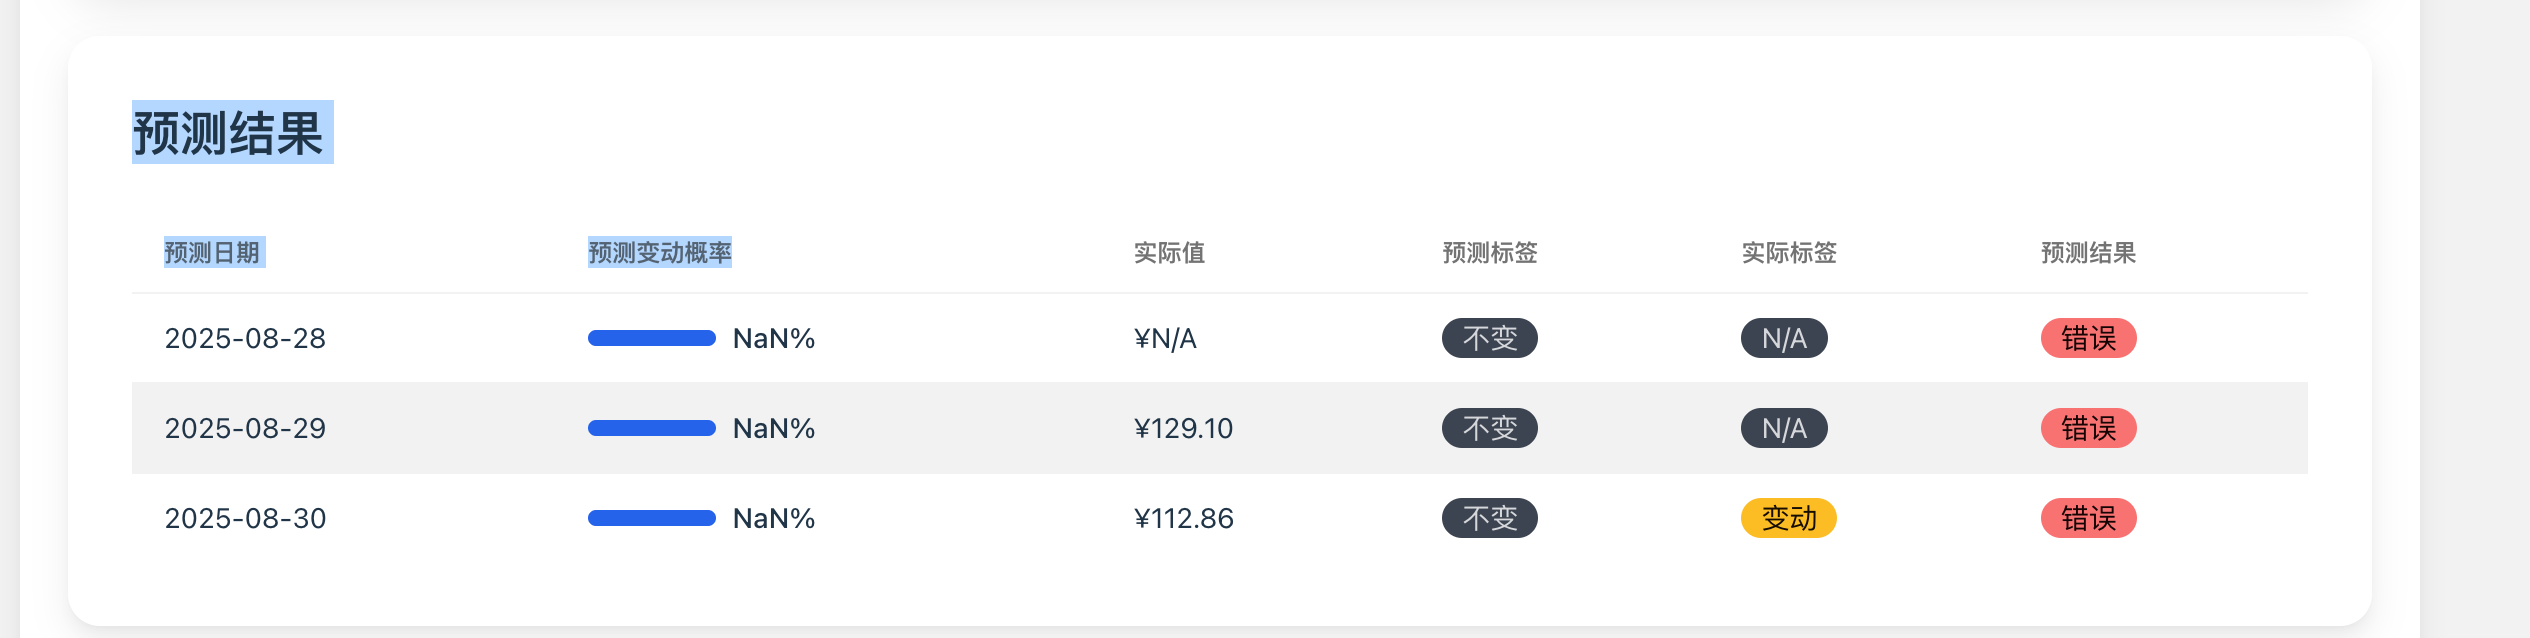 预测结果
预测日期 预测变动概率 实际值 预测标签 实际标签 预测结果
2025-08-28 NaN% ¥N/A 不变 N/A 错误
2025-08-29 NaN% ¥129.10 不变 N/A 错误
2025-08-30 NaN% ¥112.86 不变 变动 错误